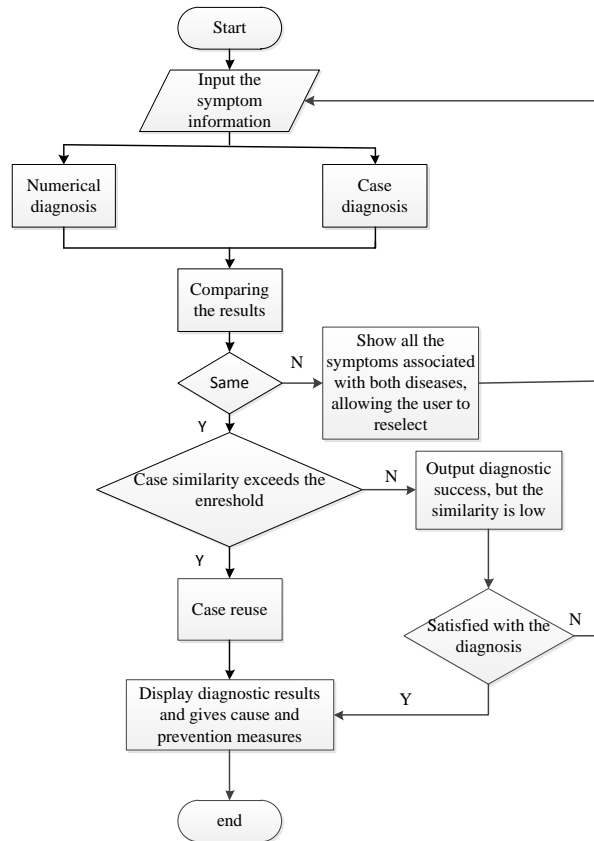 Start
Input the
symptom
information
Numerical
diagnosis
Case
diagnosis
Comparing
the results
Same
N
Show all the
symptoms associated
with both diseases,
allowing the user to
reselect
Y
Case similarity exceeds the
enreshold
N
Output diagnostic
success, but the
similarity is low
Y
Case reuse
Satisfied with the
diagnosis
N
Y
Display diagnostic results
and gives cause and
prevention measures
end